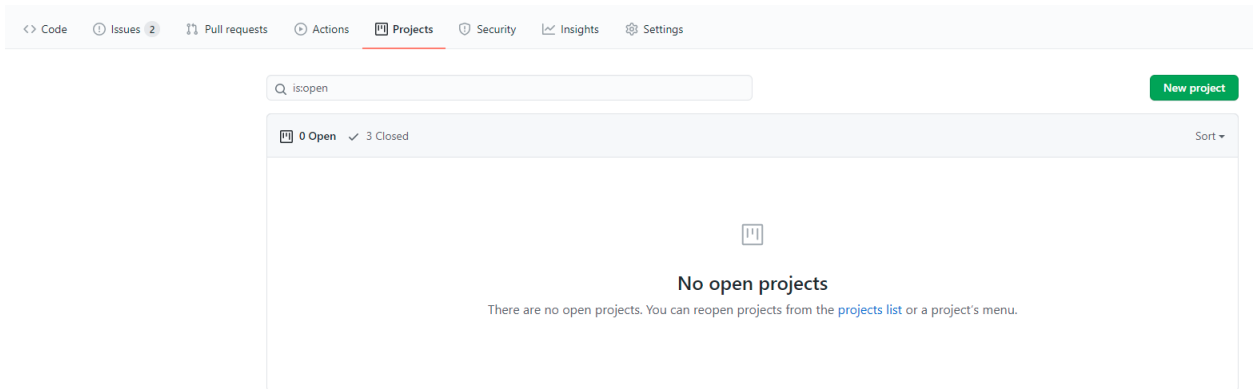 Code Issues 2 Pull requests Actions Projects Security Insights Settings
is:open New project
0 Open 3 Closed Sort
No open projects
There are no open projects. You can reopen projects from the projects list or a project's menu.